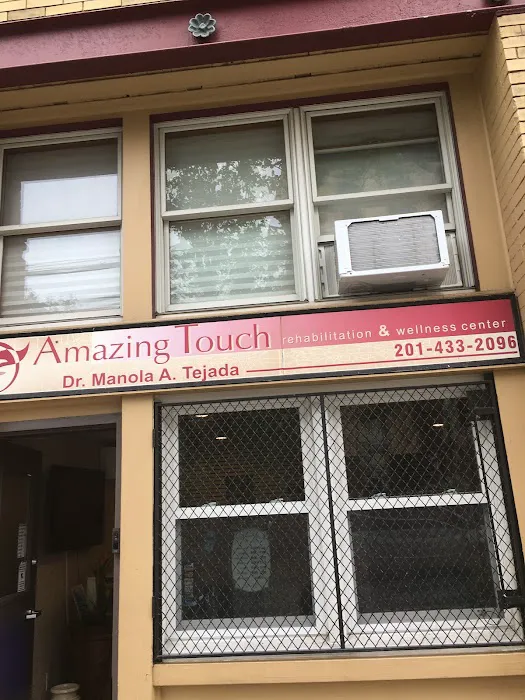 Amazing Touch rehabilitation & wellness center
Dr. Manola A. Tejada 201-433-2096